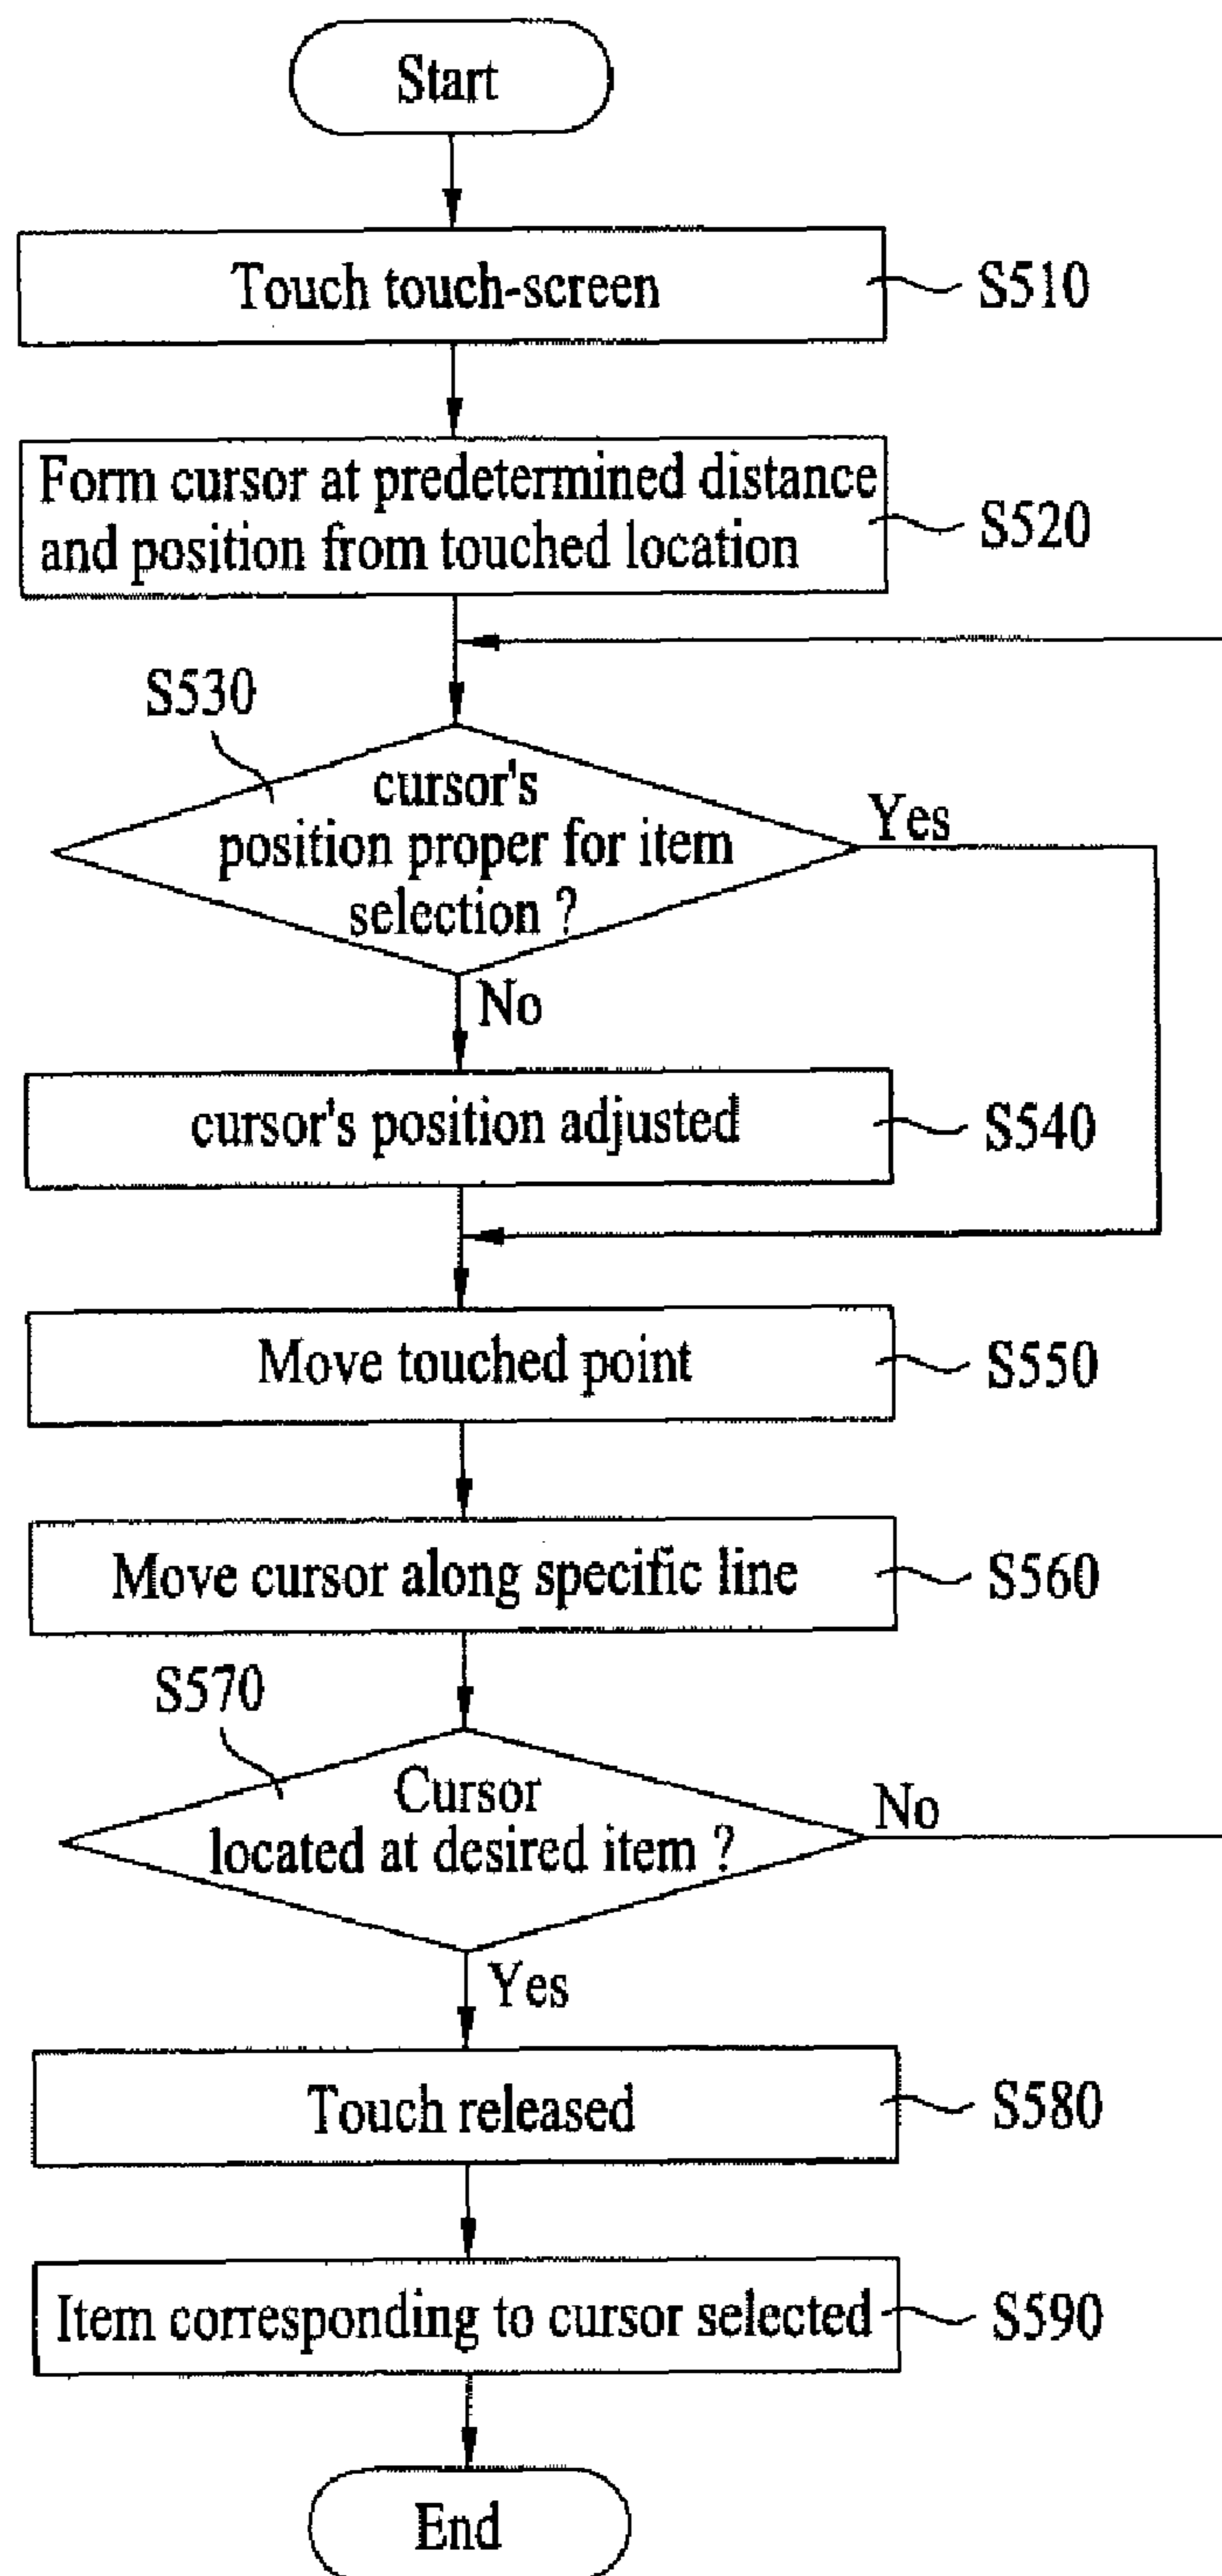 Start
Touch touch-screen
S510
Form cursor at predetermined distance
and position from touched location
S520
S530
cursor's
position proper for item
selection ?
Yes
No
cursor's position adjusted
S540
Move touched point
S550
Move cursor along specific line
S560
S570
Cursor
located at desired item ?
No
Yes
Touch released
S580
Item corresponding to cursor selected
S590
End